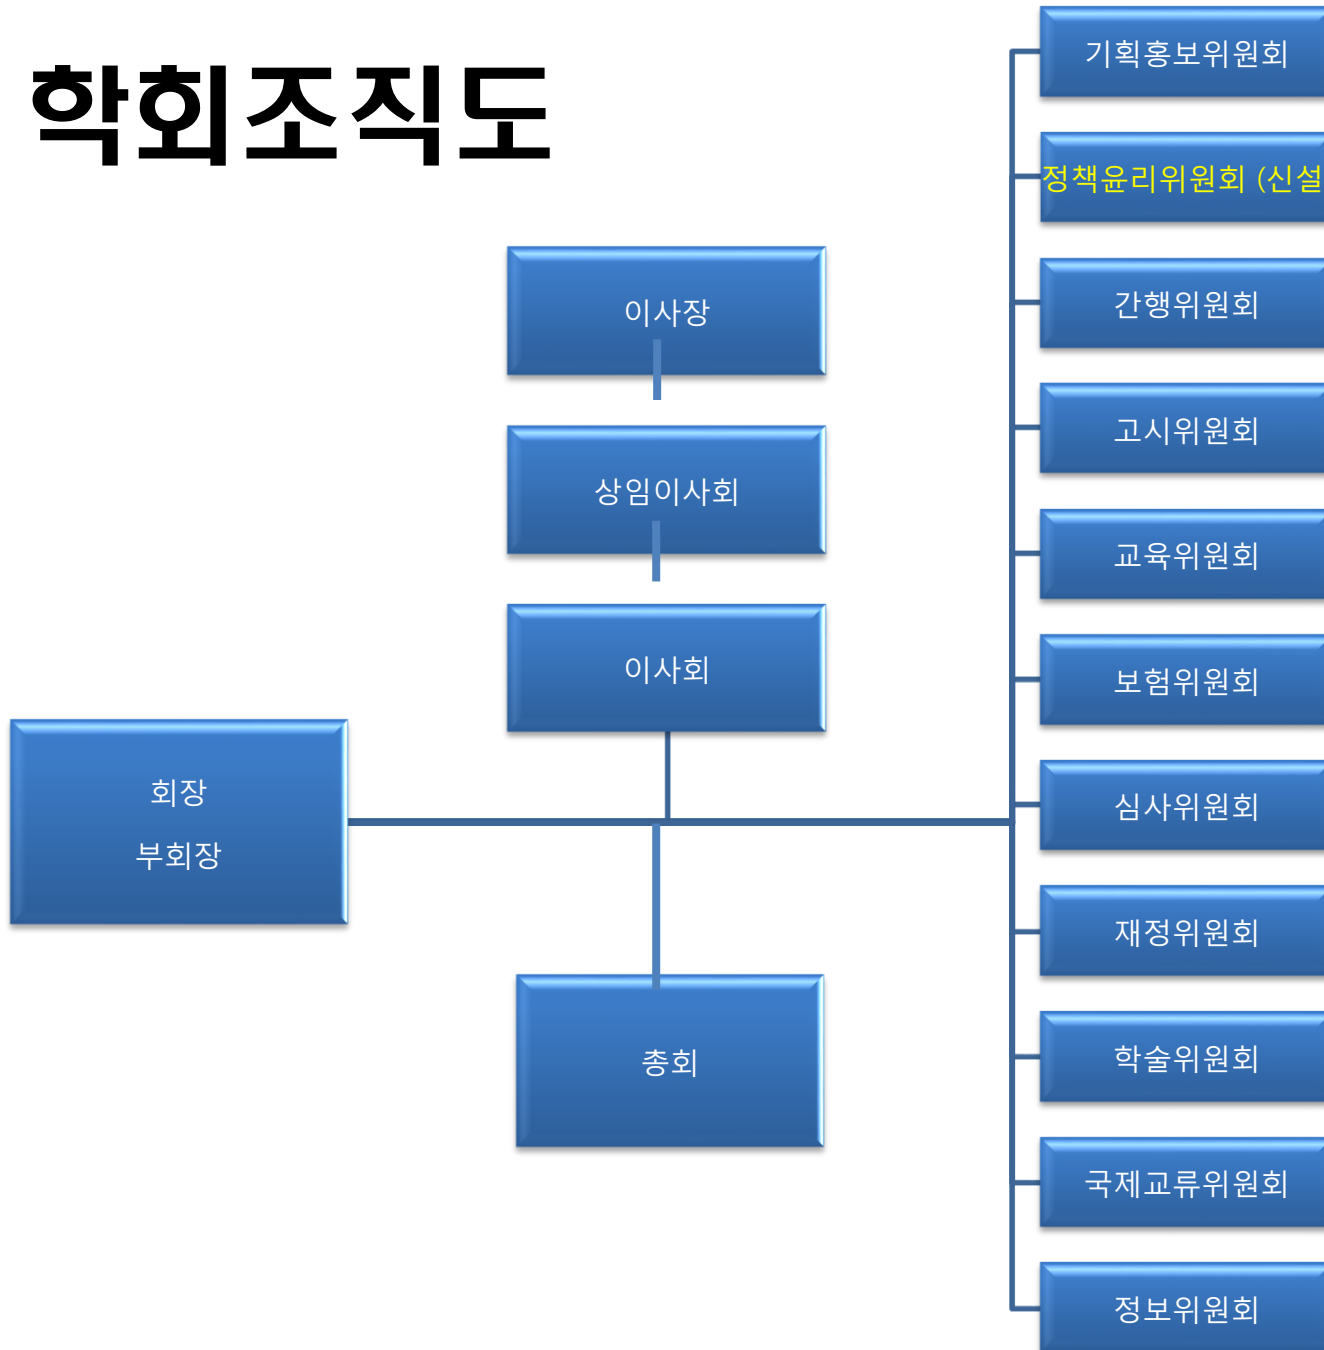 학회조직도
이사장
상임이사회
이사회
회장
부회장
총회
기획홍보위원회
정책윤리위원회 (신설
간행위원회
고시위원회
교육위원회
보험위원회
심사위원회
재정위원회
학술위원회
국제교류위원회
정보위원회